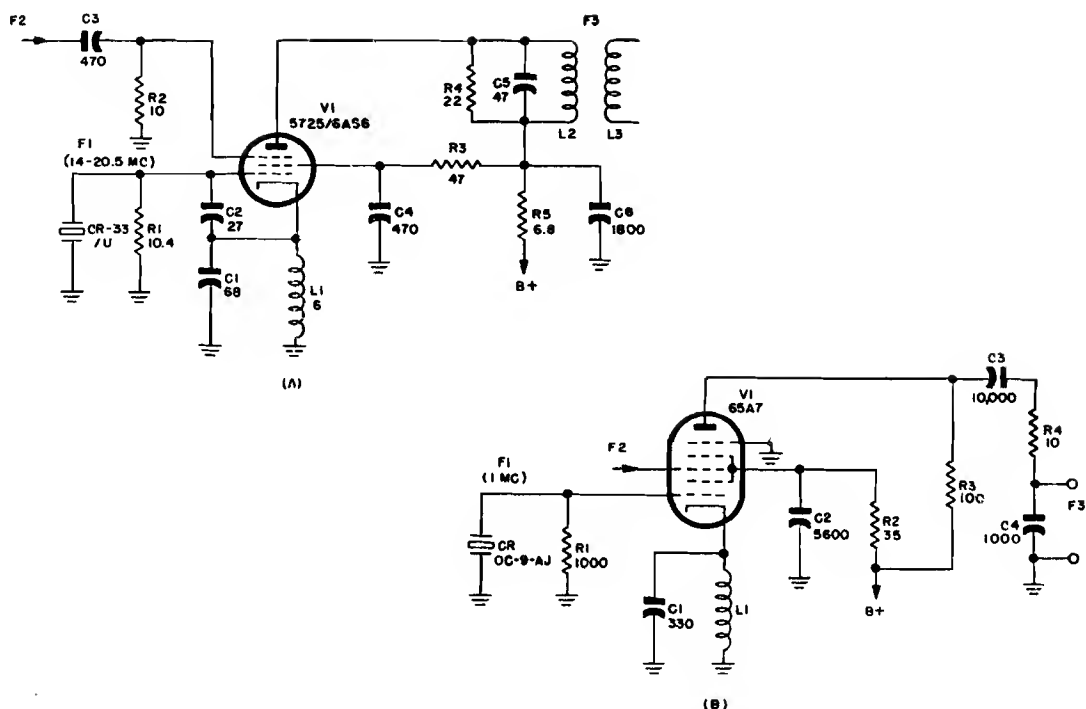 F2
C3
470
F3
R2
10
R4
22
C5
47
V1
5725/6AS6
L2
L3
F1
(14-20.5 MC)
R3
47
CR-33
/U
R1
10.4
C2
27
C4
470
R5
6.8
C6
1800
C1
68
L1
6
B+
(A)
C3
10,000
V1
65A7
R4
10
F2
F1
(1 MC)
R3
100
F3
CR
OC-9-AJ
R1
1000
C2
5600
R2
35
C4
1000
C1
330
L1
B+
(B)